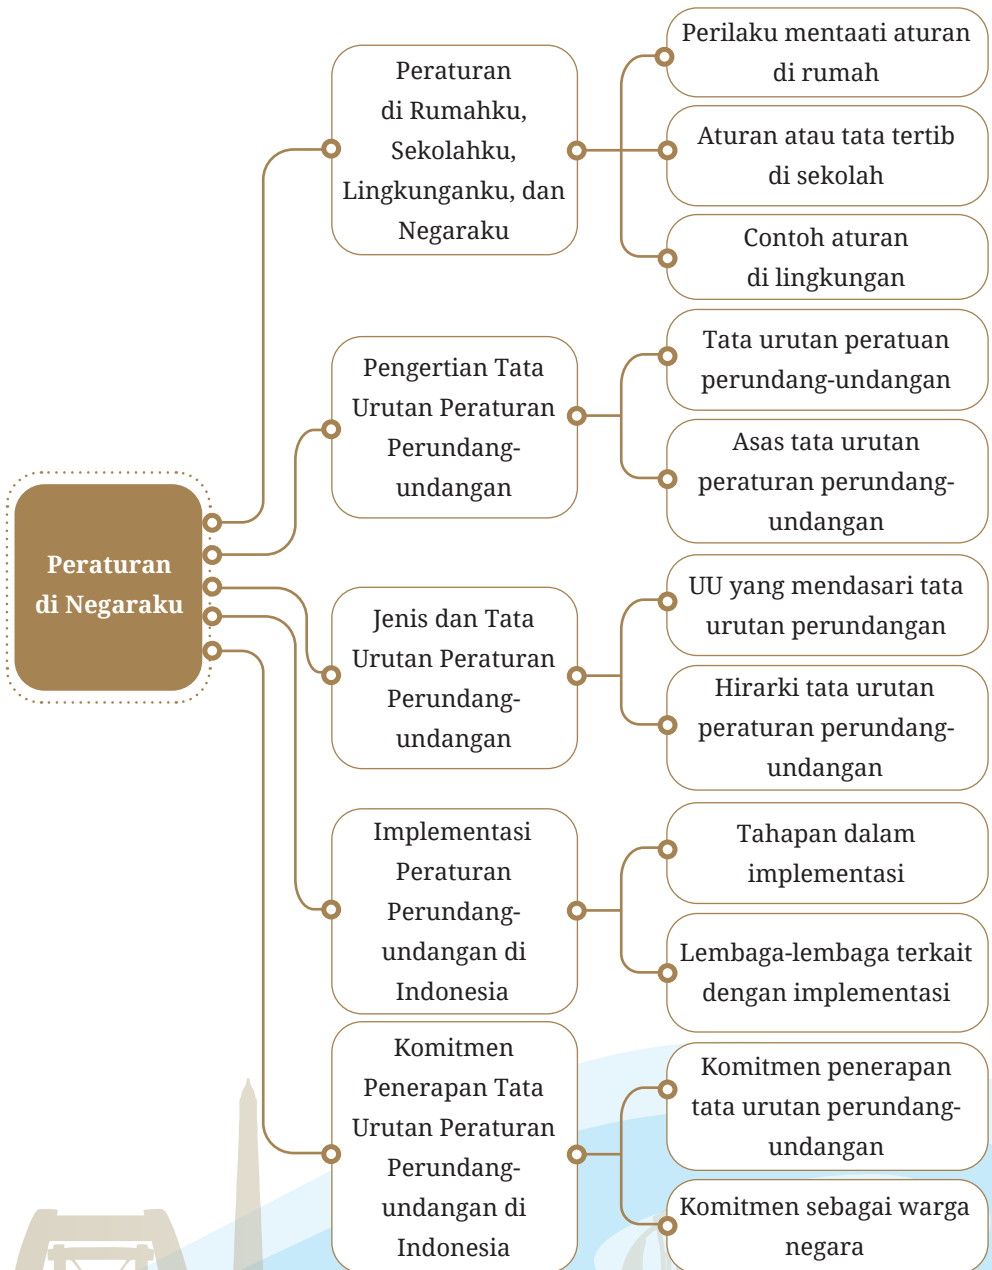 Peraturan
di Negaraku
Peraturan
di Rumahku,
Sekolahku,
Lingkunganku, dan
Negaraku
Perilaku mentaati aturan
di rumah
Aturan atau tata tertib
di sekolah
Contoh aturan
di lingkungan
Pengertian Tata
Urutan Peraturan
Perundang-
undangan
Tata urutan peratuan
perundang-undangan
Asas tata urutan
peraturan perundang-
undangan
Jenis dan Tata
Urutan Peraturan
Perundang-
undangan
UU yang mendasari tata
urutan perundangan
Hirarki tata urutan
peraturan perundang-
undangan
Implementasi
Peraturan
Perundang-
undangan di
Indonesia
Tahapan dalam
implementasi
Lembaga-lembaga terkait
dengan implementasi
Komitmen
Penerapan Tata
Urutan Peraturan
Perundang-
undangan di
Indonesia
Komitmen penerapan
tata urutan perundang-
undangan
Komitmen sebagai warga
negara